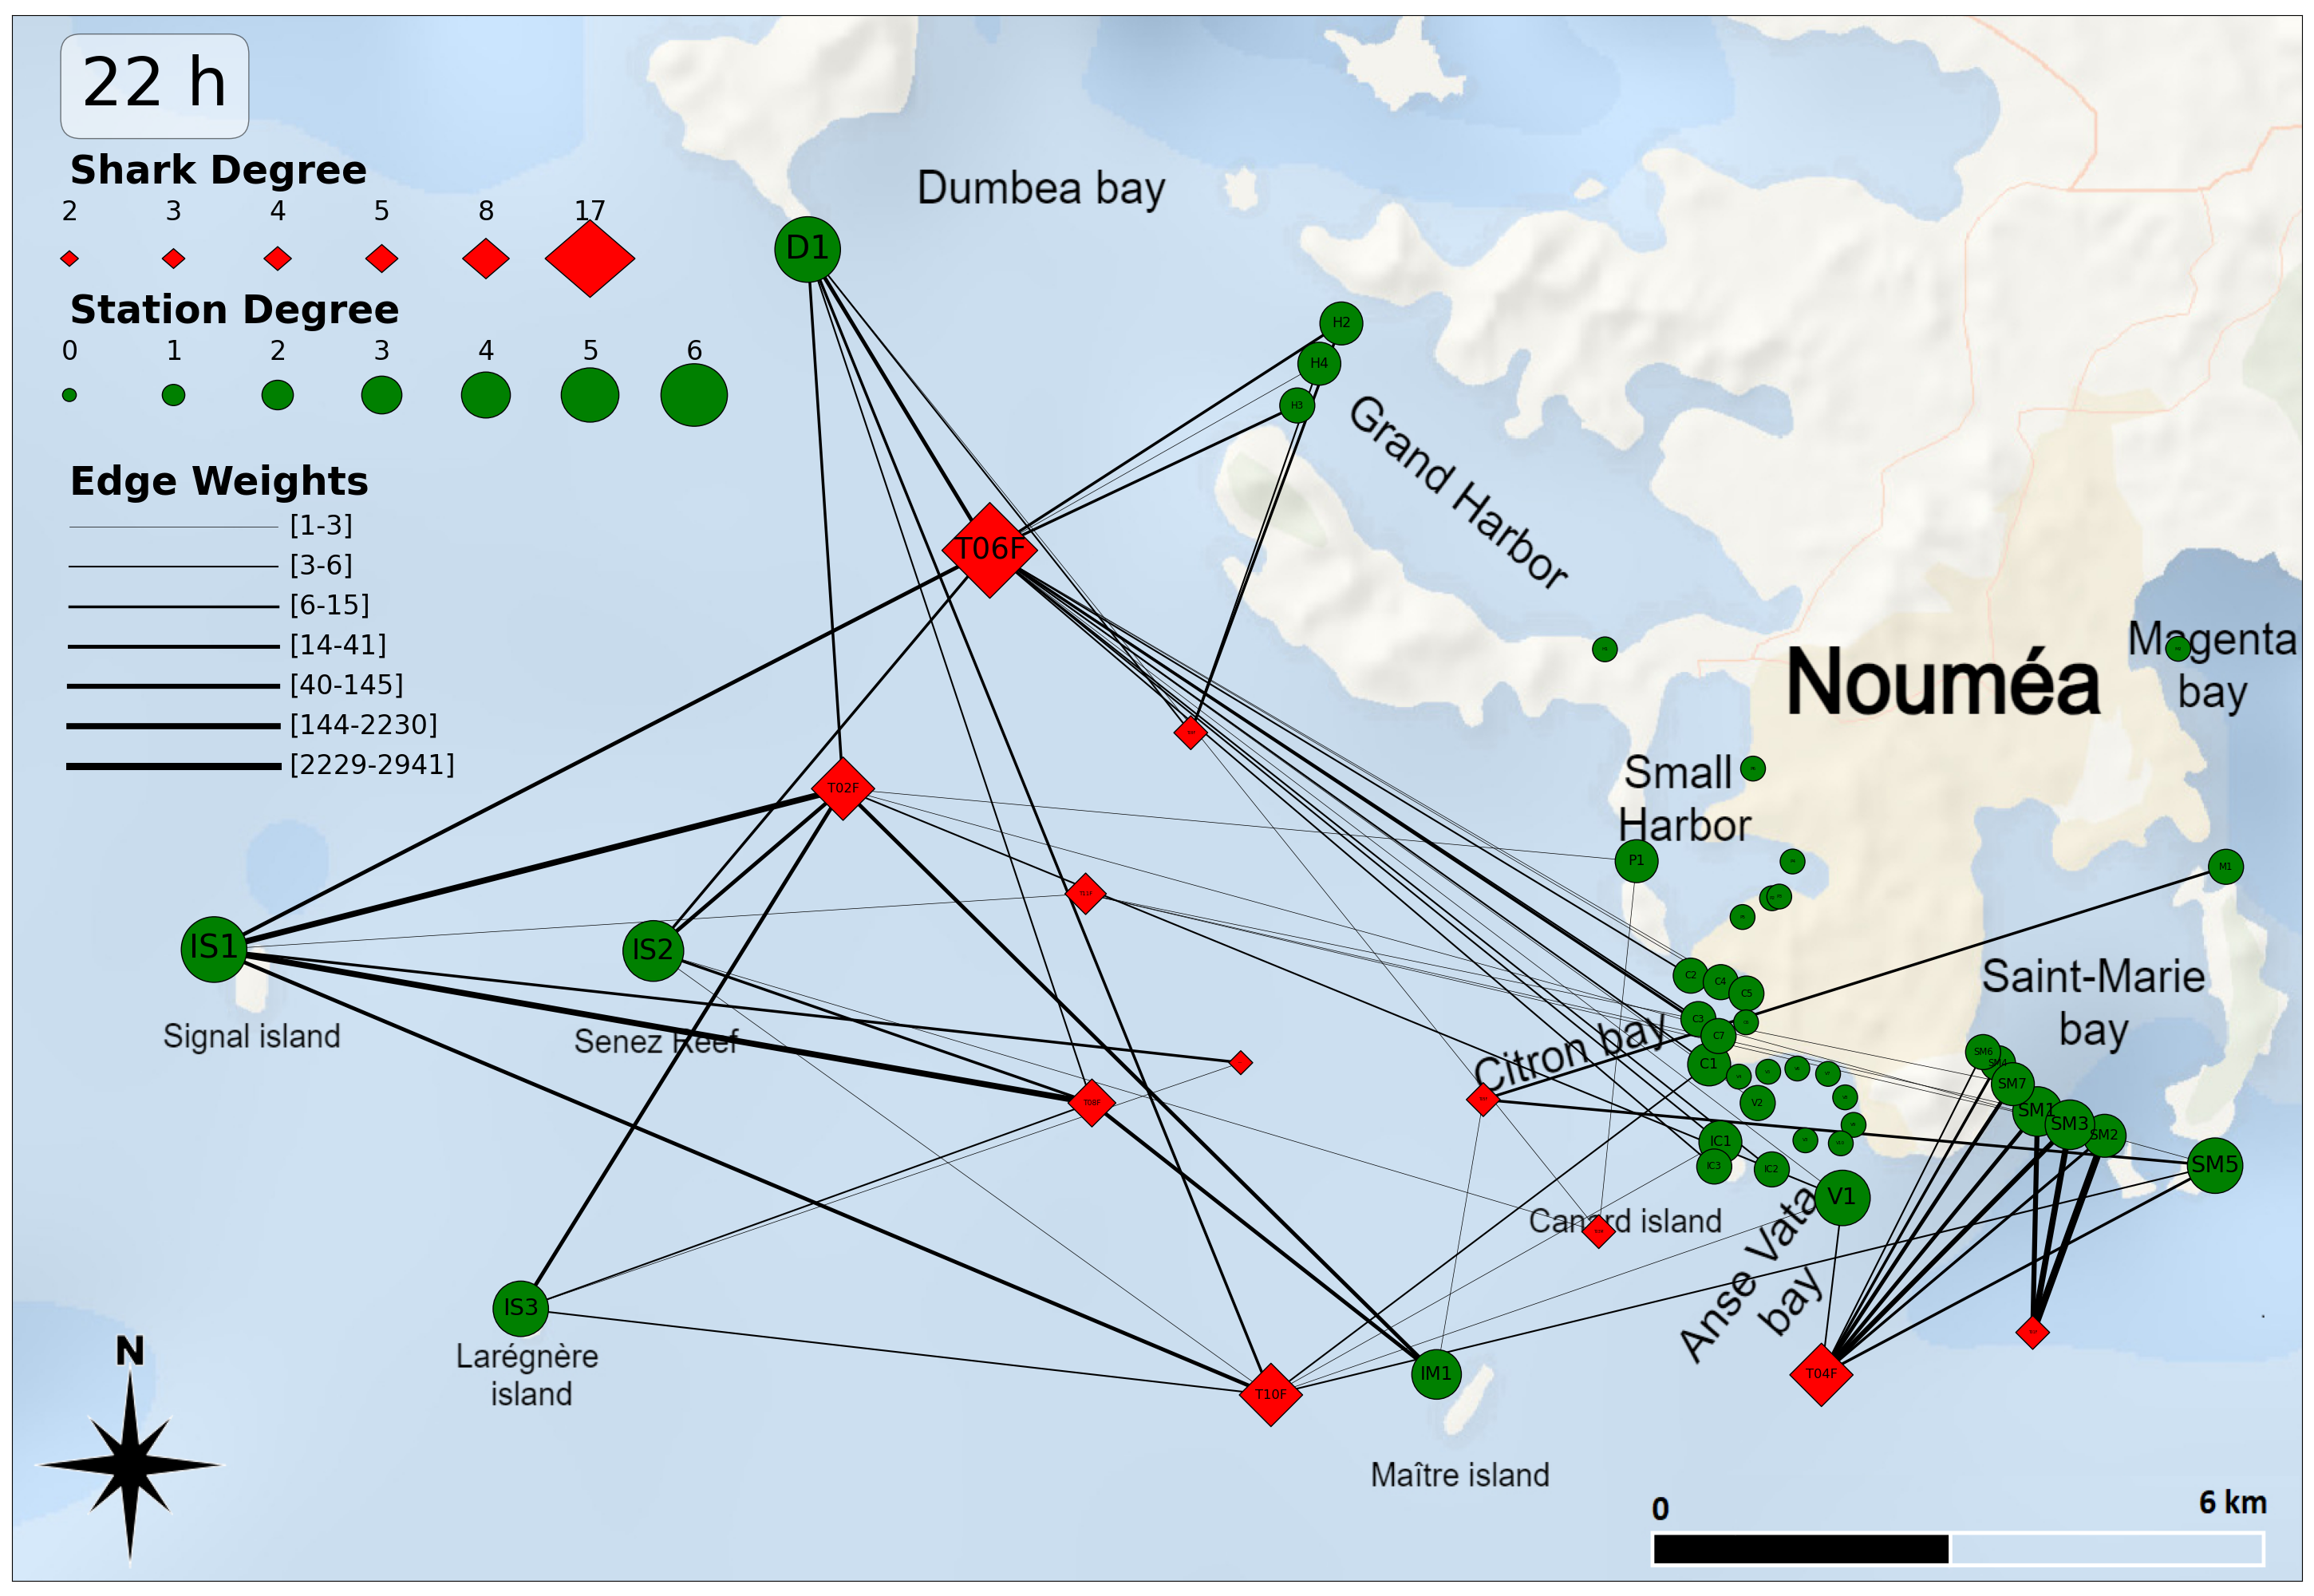 22 h
Shark Degree
2 3 4 5 8 17
Station Degree
0 1 2 3 4 5 6
Edge Weights
[1-3]
[3-6]
[6-15]
[14-41]
[40-145]
[144-2230]
[2229-2941]
Dumbea bay
D1
H2
H4
H3
Grand Harbor
T06F
Magenta
bay
Nouméa
Small
Harbor
T02F
P1
M1
T11F
IS1
IS2
Signal island
Senez Reef
C2
C4
C5
C3
C7
C1
Citron bay
Saint-Marie
bay
SM6
SM4
SM7
SM1
SM3
SM2
SM5
T08F
V2
IC1
IC3
IC2
V1
Canard island
Anse Vata
bay
IS3
Larégnère
island
T10F
IM1
T04F
Maître island
N
0
6 km